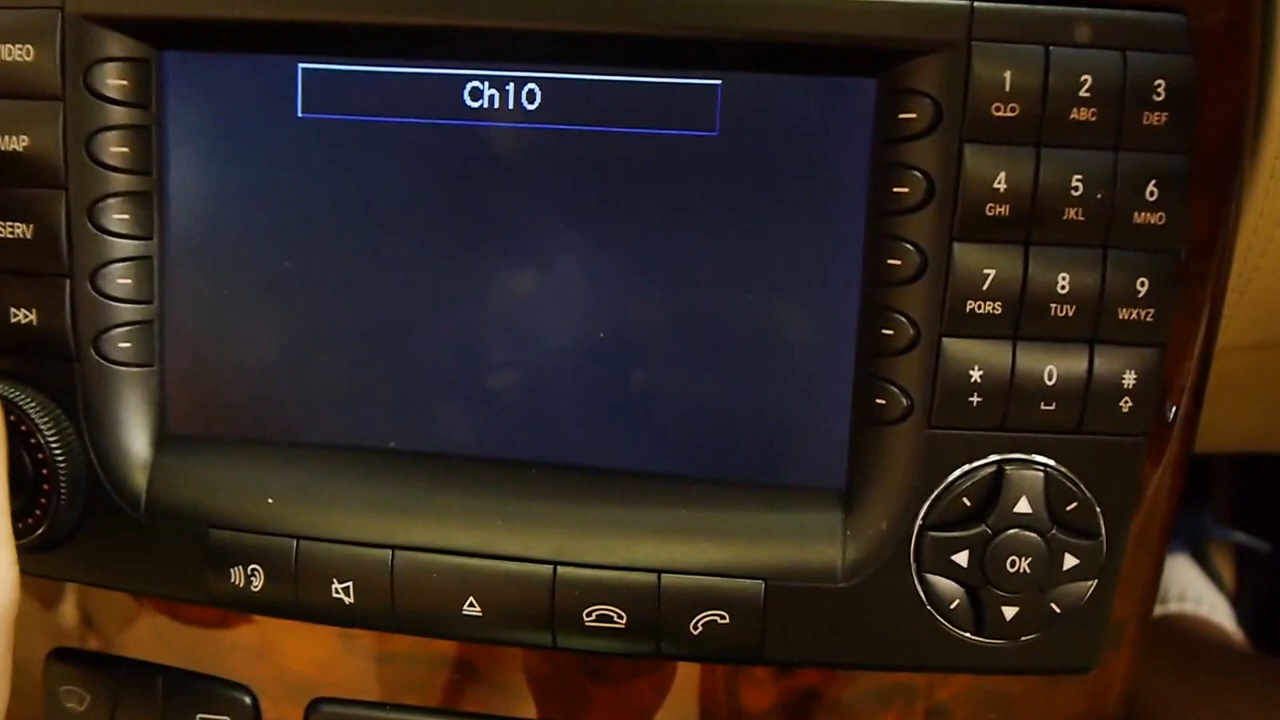 VIDEO
MAP
SERV
Ch10
1
2 ABC
3 DEF
4 GHI
5 JKL
6 MNO
7 PQRS
8 TUV
9 WXYZ
* +
0
#
OK